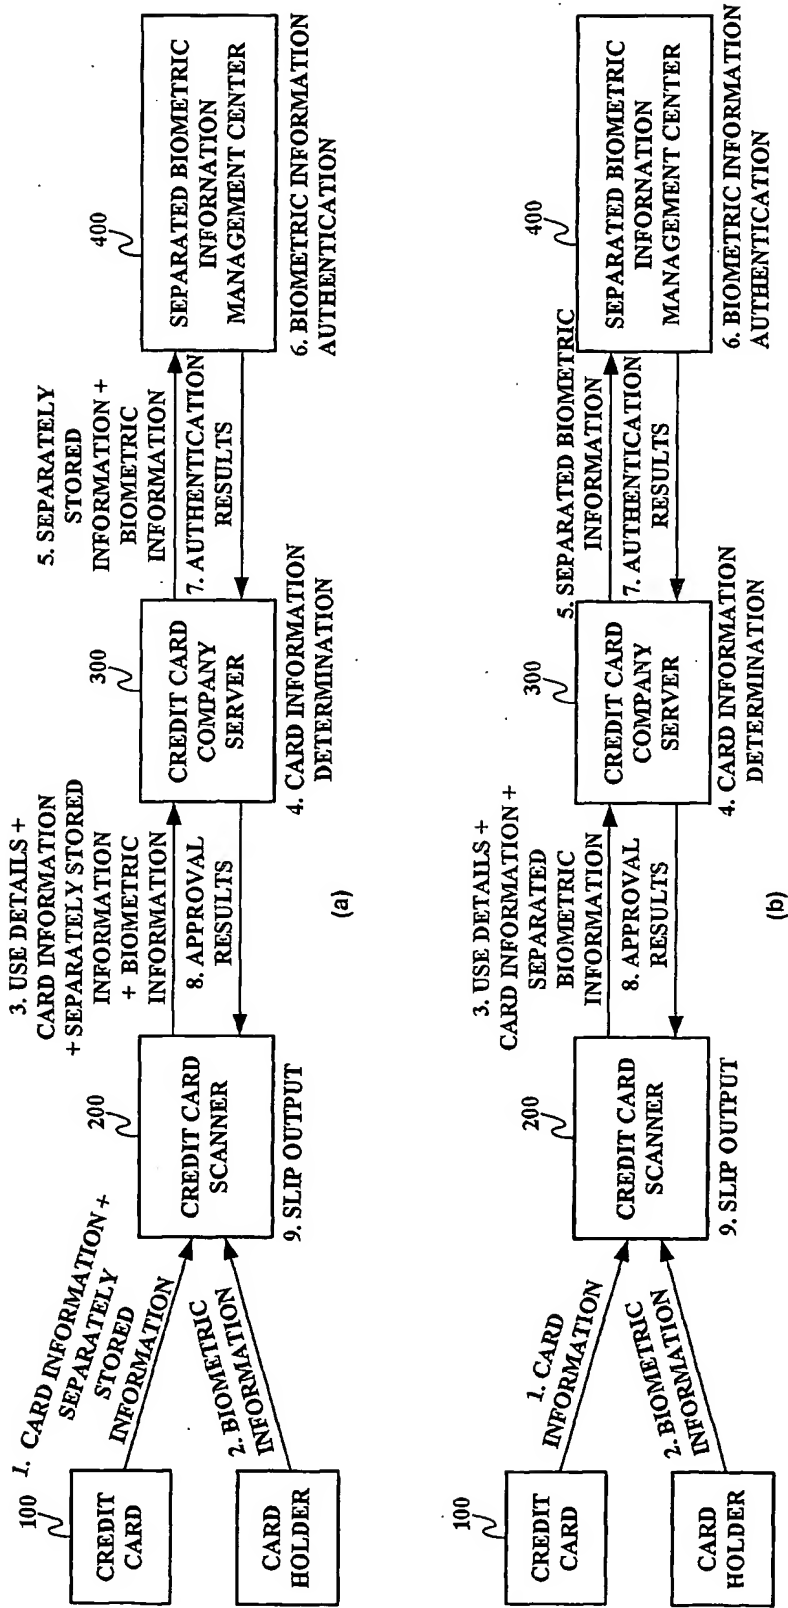 100
CREDIT
CARD
CARD
HOLDER
1. CARD INFORMATION +
SEPARATELY
STORED
INFORMATION
2. BIOMETRIC
INFORMATION
200
CREDIT CARD
SCANNER
9. SLIP OUTPUT
3. USE DETAILS +
CARD INFORMATION
+ SEPARATELY STORED
INFORMATION
+ BIOMETRIC
INFORMATION
8. APPROVAL
RESULTS
300
CREDIT CARD
COMPANY
SERVER
4. CARD INFORMATION
DETERMINATION
5. SEPARATELY
STORED
INFORMATION +
BIOMETRIC
INFORMATION
7. AUTHENTICATION
RESULTS
400
SEPARATED BIOMETRIC
INFORNATION
MANAGEMENT CENTER
6. BIOMETRIC INFORMATION
AUTHENTICATION
(a)
100
CREDIT
CARD
CARD
HOLDER
1. CARD
INFORMATION
2. BIOMETRIC
INFORMATION
200
CREDIT CARD
SCANNER
9. SLIP OUTPUT
3. USE DETAILS +
CARD INFORMATION +
SEPARATED
BIOMETRIC
INFORMATION
8. APPROVAL
RESULTS
300
CREDIT CARD
COMPANY
SERVER
4. CARD INFORMATION
DETERMINATION
5. SEPARATED BIOMETRIC
INFORMATION
7. AUTHENTICATION
RESULTS
400
SEPARATED BIOMETRIC
INFORMATION
MANAGEMENT CENTER
6. BIOMETRIC INFORMATION
AUTHENTICATION
(b)